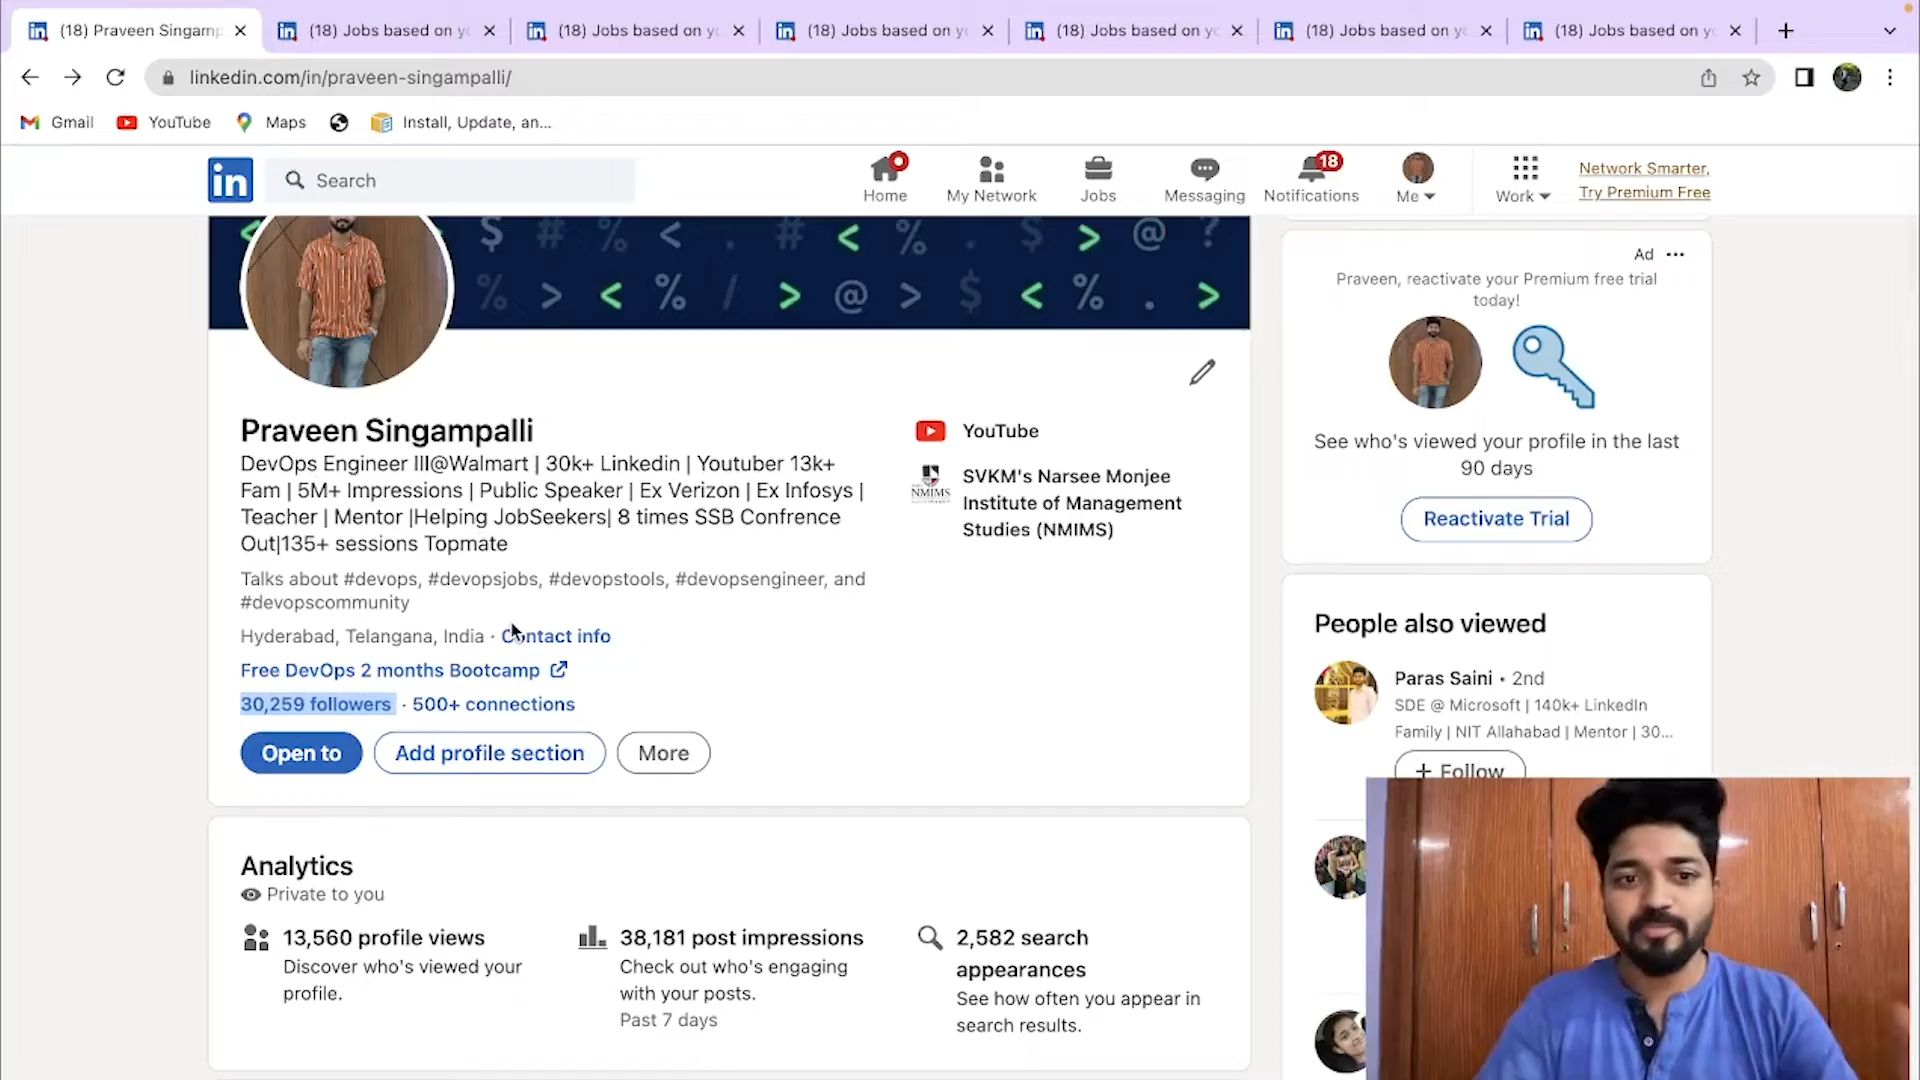 (18) Praveen Singamp
(18) Jobs based on yo
(18) Jobs based on yo
(18) Jobs based on yo
(18) Jobs based on yo
(18) Jobs based on yo
(18) Jobs based on yo
linkedin.com/in/praveen-singampalli/
Gmail
YouTube
Maps
Install, Update, an...
in
Search
Home
My Network
Jobs
Messaging
18
Notifications
Me
Work
Network Smarter,
Try Premium Free
$ # % < . # < % . $ > @ ?
% > < % / > @ > $ < % . >
Praveen Singampalli
DevOps Engineer III@Walmart | 30k+ Linkedin | Youtuber 13k+
Fam | 5M+ Impressions | Public Speaker | Ex Verizon | Ex Infosys |
Teacher | Mentor |Helping JobSeekers| 8 times SSB Confrence
Out|135+ sessions Topmate
Talks about #devops, #devopsjobs, #devopstools, #devopsengineer, and
#devopscommunity
Hyderabad, Telangana, India · Contact info
Free DevOps 2 months Bootcamp
30,259 followers · 500+ connections
Open to
Add profile section
More
YouTube
NMIMS
SVKM's Narsee Monjee
Institute of Management
Studies (NMIMS)
Analytics
Private to you
13,560 profile views
Discover who's viewed your
profile.
38,181 post impressions
Check out who's engaging
with your posts.
Past 7 days
2,582 search
appearances
See how often you appear in
search results.
Ad
Praveen, reactivate your Premium free trial
today!
See who's viewed your profile in the last
90 days
Reactivate Trial
People also viewed
Paras Saini • 2nd
SDE @ Microsoft | 140k+ LinkedIn
Family | NIT Allahabad | Mentor | 30...
+ Follow